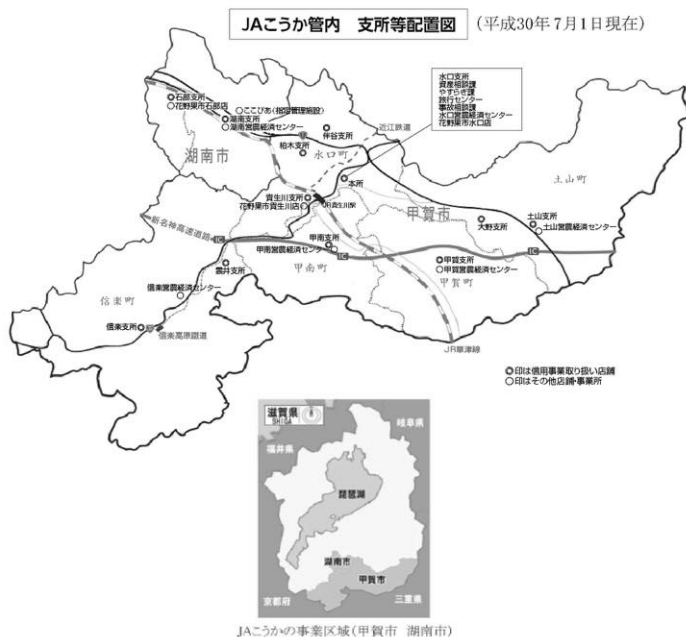 JAこうか管内 支所等配置図 (平成30年7月1日現在)
水口支所
資産相談課
やすらぎ課
旅行センター
事故相談課
水口営農経済センター
花野果市水口店
◎石部支所
○花野果市石部店
○ここぴあ(指定管理施設)
湖南支所◎
○湖南営農経済センター
近江鉄道
伴谷支所
柏木支所
水口町
湖南市
本所
土山町
貴生川支所◎
花野果市貴生川店○
JR貴生川駅
甲賀市
大野支所
土山支所
○土山営農経済センター
新名神高速道路
IC
甲南支所◎
甲南営農経済センター
IC
IC
◎甲賀支所
○甲賀営農経済センター
雲井支所
甲南町
甲賀町
信楽営農経済センター
信楽町
信楽支所◎
信楽高原鐵道
JR草津線
◎印は信用事業取り扱い店舗
○印はその他店舗・事業所
滋賀県
SHIGA
岐阜県
福井県
琵琶湖
湖南市
甲賀市
京都府
三重県
JAこうかの事業区域(甲賀市 湖南市)